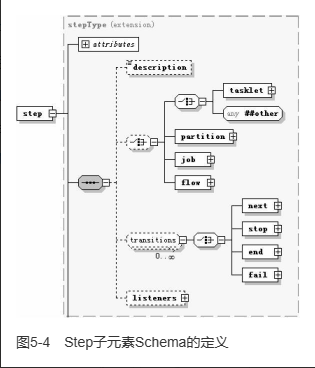 stepType (extension)
attributes
description
tasklet
any ##other
step
partition
job
flow
next
stop
transitions
0..∞
end
fail
listeners
图5-4 Step子元素Schema的定义